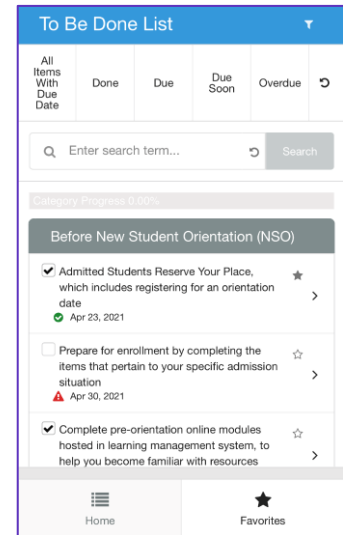 To Be Done List
All
Items
With
Due
Date
Done
Due
Due
Soon
Overdue
Enter search term...
Search
Category Progress 0.00%
Before New Student Orientation (NSO)
Admitted Students Reserve Your Place,
which includes registering for an orientation
date
Apr 23, 2021
Prepare for enrollment by completing the
items that pertain to your specific admission
situation
Apr 30, 2021
Complete pre-orientation online modules
hosted in learning management system, to
help you become familiar with resources
Home
Favorites